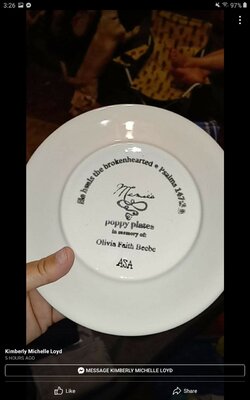 3:26
97%
He heals the brokenhearted • Psalms 147:3
poppy plates
in memory of:
Olivia Faith Beebe
ASA
Kimberly Michelle Loyd
5 HOURS AGO
MESSAGE KIMBERLY MICHELLE LOYD
Like
Share